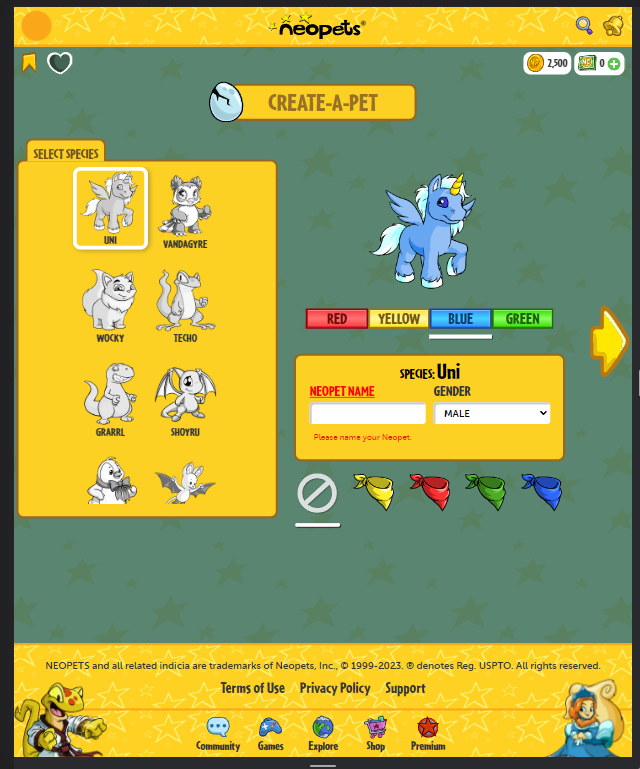 neopets®
2,500
0
CREATE-A-PET
SELECT SPECIES
UNI
VANDAGYRE
WOCKY
TECHO
GRARRL
SHOYRU
RED
YELLOW
BLUE
GREEN
SPECIES: Uni
NEOPET NAME
GENDER
MALE
Please name your Neopet.
NEOPETS and all related indicia are trademarks of Neopets, Inc., © 1999-2023. ® denotes Reg. USPTO. All rights reserved.
Terms of Use Privacy Policy Support
Community Games Explore Shop Premium